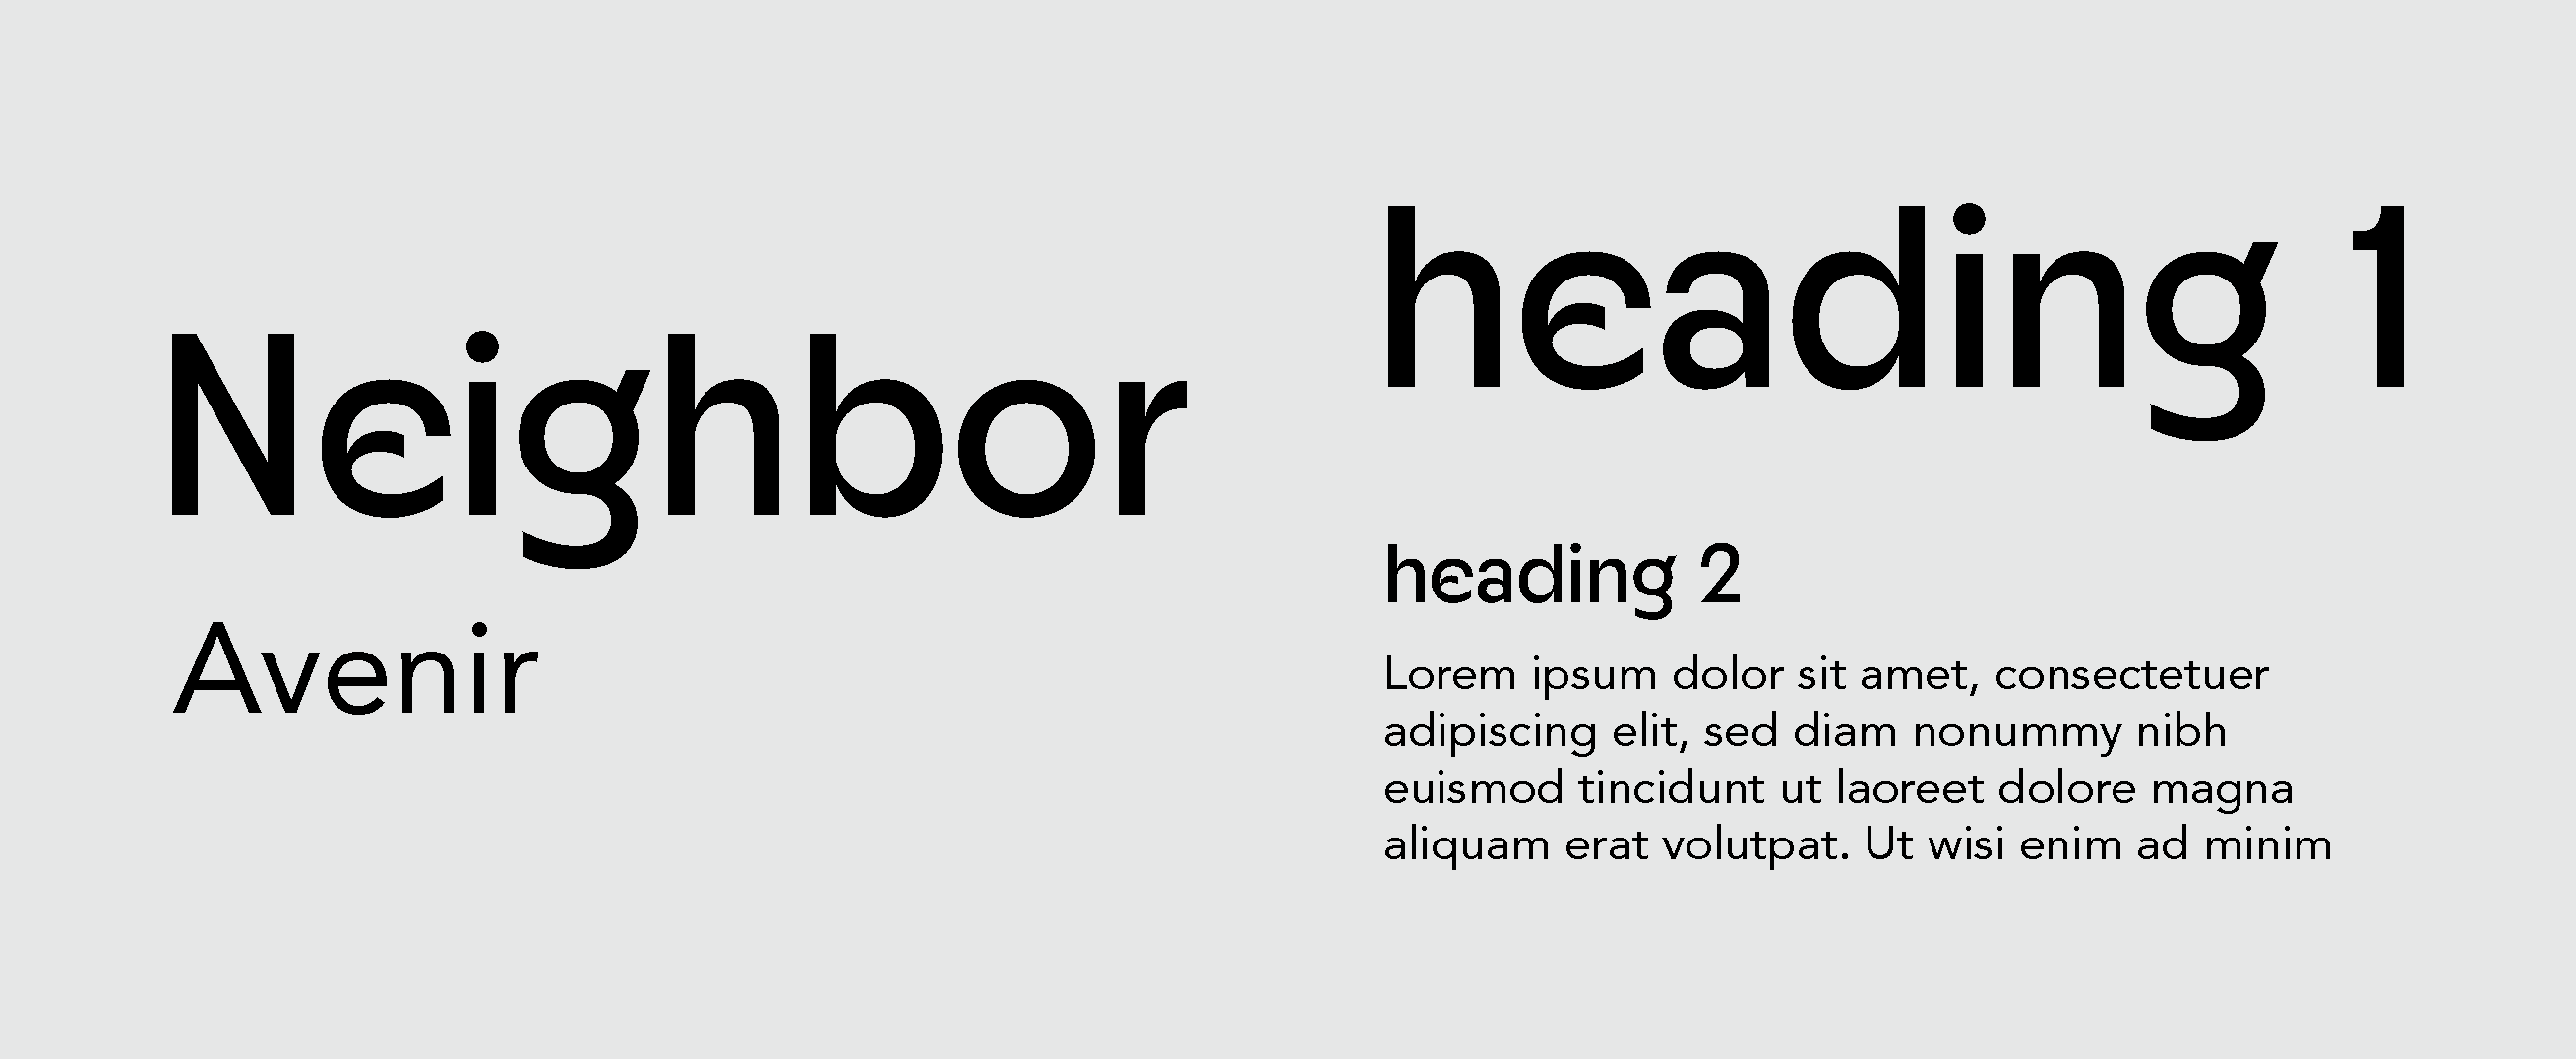 Neighbor
Avenir
heading 1
heading 2
Lorem ipsum dolor sit amet, consectetuer
adipiscing elit, sed diam nonummy nibh
euismod tincidunt ut laoreet dolore magna
aliquam erat volutpat. Ut wisi enim ad minim